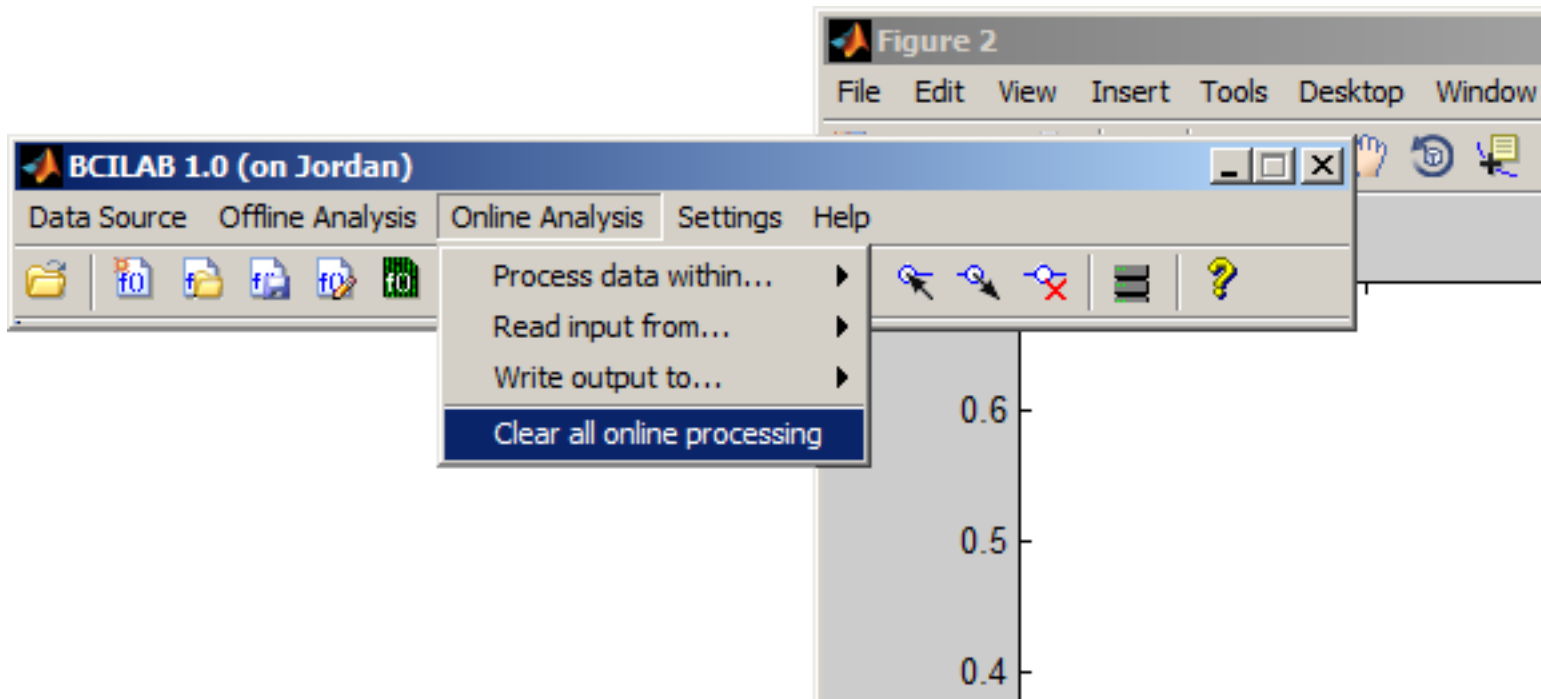 Figure 2
File Edit View Insert Tools Desktop Window
BCILAB 1.0 (on Jordan)
Data Source Offline Analysis Online Analysis Settings Help
Process data within...
Read input from...
Write output to...
Clear all online processing
0.6
0.5
0.4